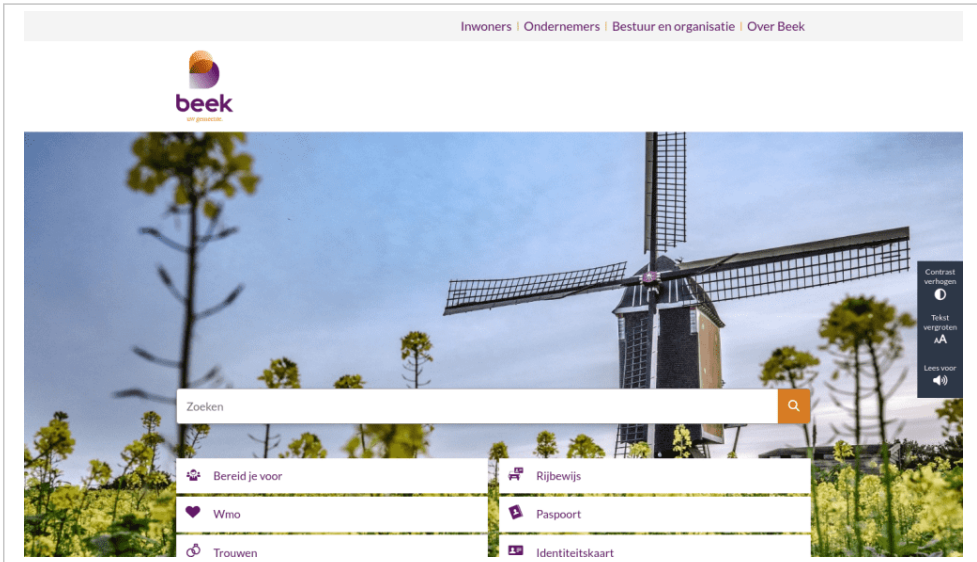 Inwoners | Ondernemers | Bestuur en organisatie | Over Beek
beek
Zoeken
Contrast
verhogen
Tekst
vergroten
AA
Lees voor
Bereid je voor
Rijbewijs
Wmo
Paspoort
Trouwen
Identiteitskaart